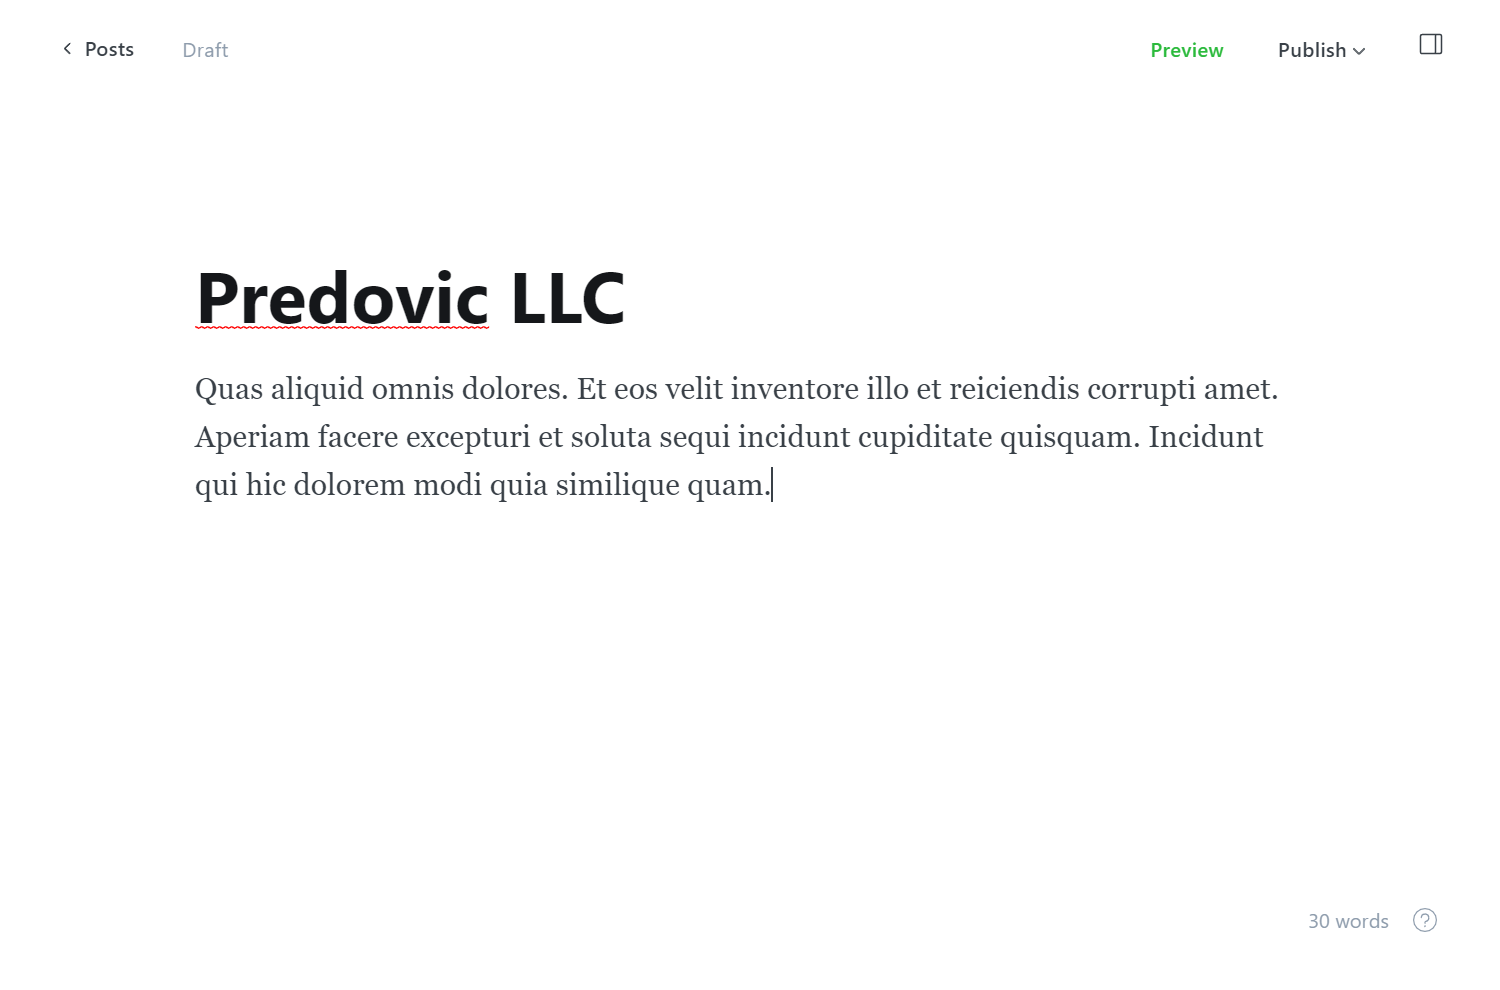 Posts
Draft
Preview
Publish
Predovic LLC
Quas aliquid omnis dolores. Et eos velit inventore illo et reiciendis corrupti amet.
Aperiam facere excepturi et soluta sequi incidunt cupiditate quisquam. Incidunt
qui hic dolorem modi quia similique quam.
30 words
?